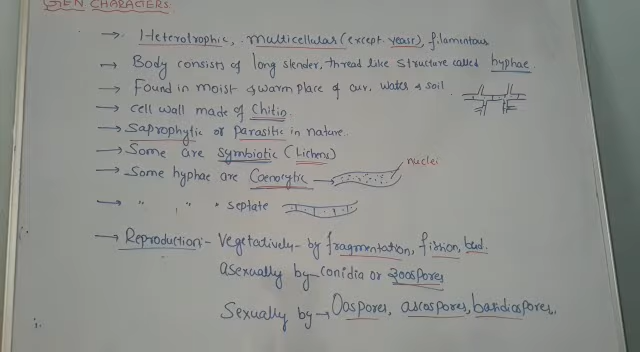 GEN CHARACTERS
→ Heterotrophic, multicellular (except yeast), filamintous
→ Body consists of long slender, thread like structure called hyphae.
→ Found in moist & warm place of air, water & soil
→ cell wall made of Chitin.
→ Saprophytic or Parasitic in nature.
→ Some are symbiotic (Lichens)
→ Some hyphae are Coenocytic → nuclei
→ " " " septate
→ Reproduction:- Vegetatively - by fragmentation, fission, bud.
asexually by - conidia or zoospores
Sexually by → Oospores, ascospores, basidiospores.